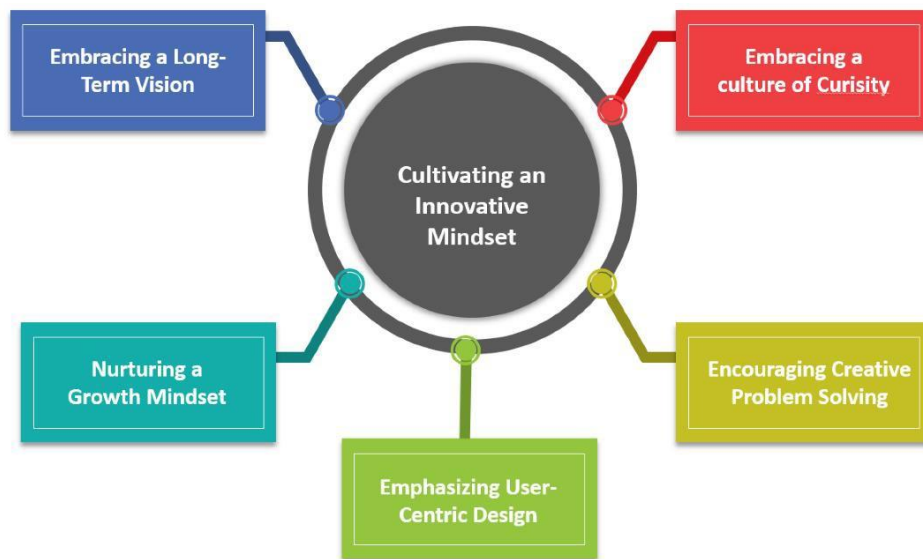 Embracing a Long-
Term Vision
Embracing a
culture of Curisity
Cultivating an
Innovative
Mindset
Nurturing a
Growth Mindset
Encouraging Creative
Problem Solving
Emphasizing User-
Centric Design